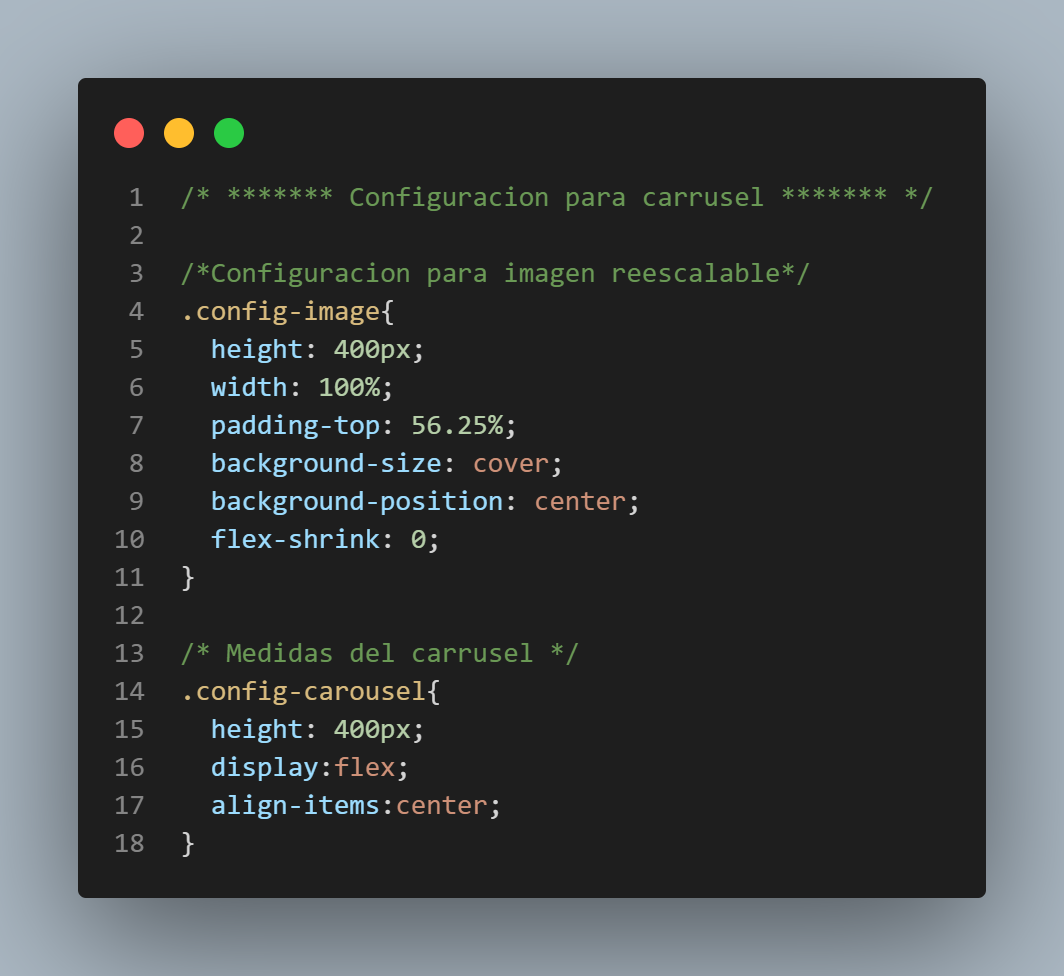 1 /* ******* Configuracion para carrusel ******* */
2
3 /*Configuracion para imagen reescalable*/
4 .config-image{
5   height: 400px;
6   width: 100%;
7   padding-top: 56.25%;
8   background-size: cover;
9   background-position: center;
10   flex-shrink: 0;
11 }
12
13 /* Medidas del carrusel */
14 .config-carousel{
15   height: 400px;
16   display:flex;
17   align-items:center;
18 }